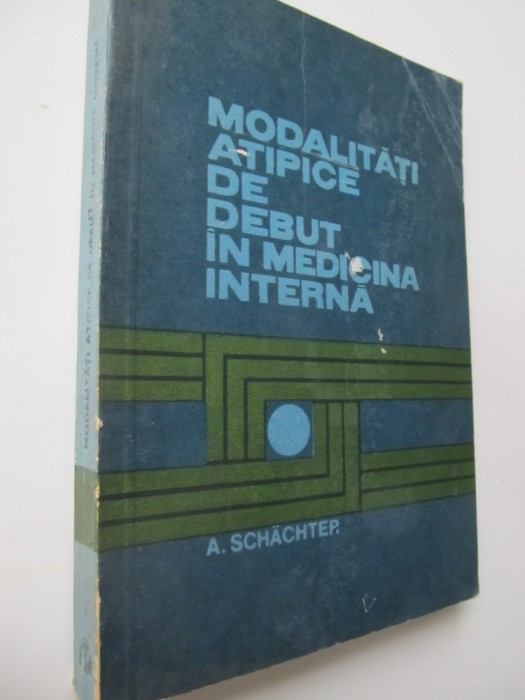 MODALITĂȚI
ATIPICE
DE
DEBUT
ÎN MEDICINA
INTERNĂ
A. SCHÄCHTER
MODALITĂȚI ATIPICE DE DEBUT ÎN MEDICINA INTERNĂ